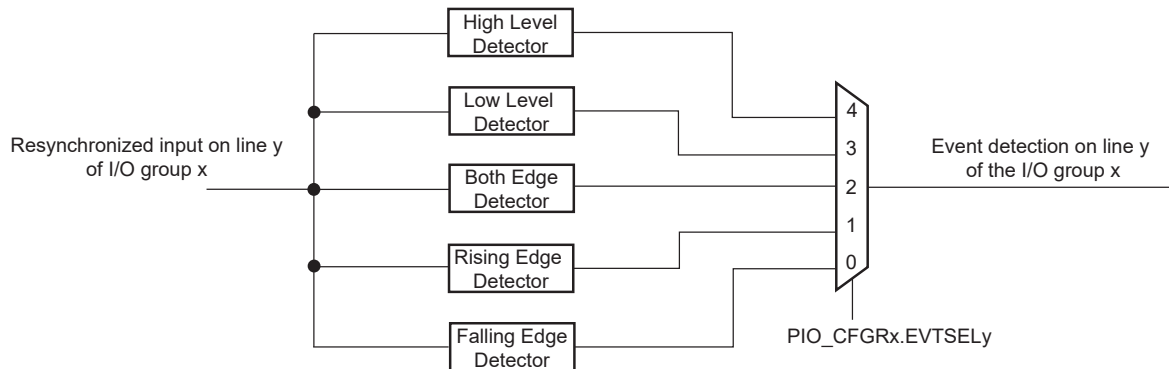 High Level
Detector
Low Level
Detector
Resynchronized input on line y
of I/O group x
Both Edge
Detector
Rising Edge
Detector
Falling Edge
Detector
4
3
2
1
0
Event detection on line y
of the I/O group x
PIO_CFGRx.EVTSELy